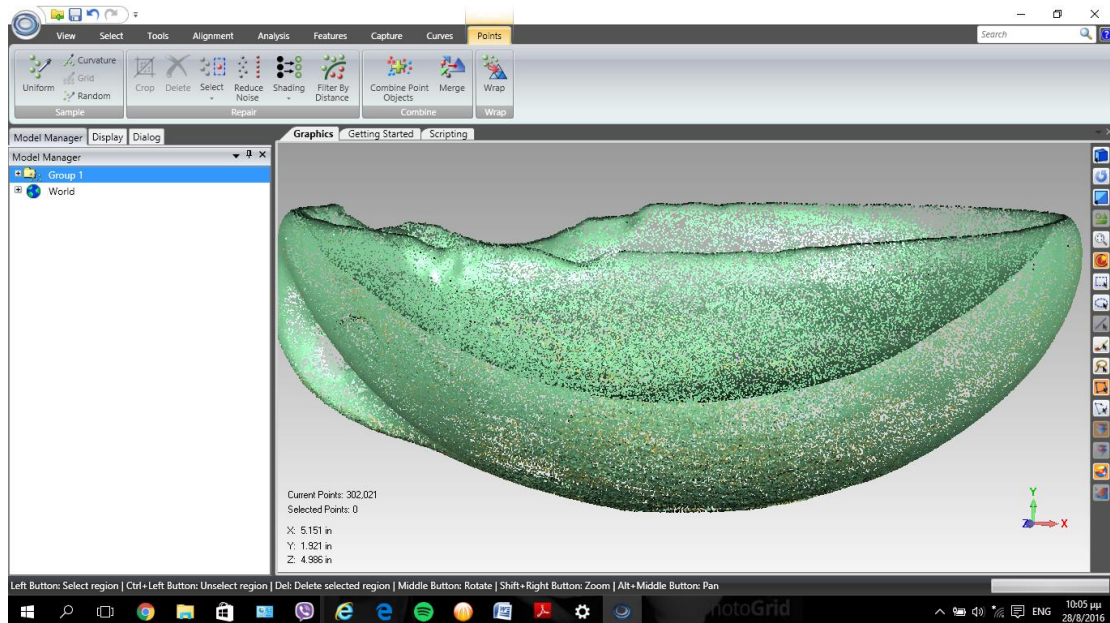 View Select Tools Alignment Analysis Features Capture Curves Points
Search
Uniform
Curvature
Grid
Random
Sample
Crop Delete Select Reduce Noise Shading Filter By Distance
Repair
Combine Point Objects Merge
Combine
Wrap
Wrap
Model Manager Display Dialog
Graphics Getting Started Scripting
Model Manager
Group 1
World
Current Points: 302,021
Selected Points: 0
X: 5.151 in
Y: 1.921 in
Z: 4.986 in
Y
Z X
Left Button: Select region | Ctrl+Left Button: Unselect region | Del: Delete selected region | Middle Button: Rotate | Shift+Right Button: Zoom | Alt+Middle Button: Pan
hotoGrid
ENG
10:05 μμ
28/8/2016